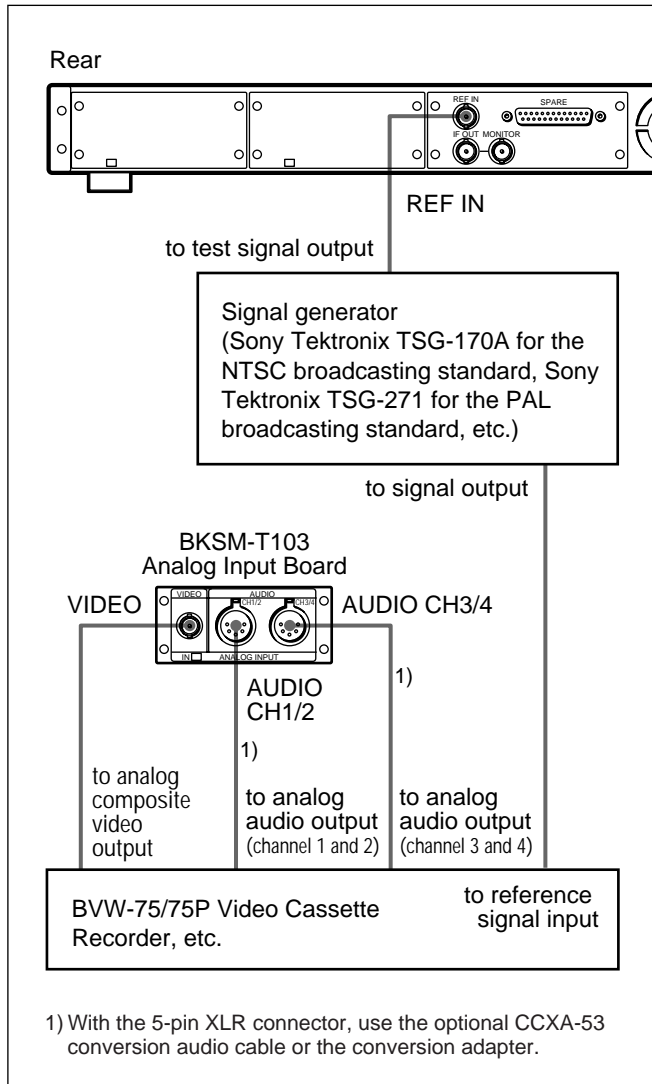 Rear
REF IN
SPARE
IF OUT MONITOR
REF IN
to test signal output
Signal generator
(Sony Tektronix TSG-170A for the
NTSC broadcasting standard, Sony
Tektronix TSG-271 for the PAL
broadcasting standard, etc.)
to signal output
BKSM-T103
Analog Input Board
VIDEO
VIDEO
AUDIO
CH1/2
CH3/4
IN
ANALOG INPUT
AUDIO CH3/4
AUDIO
CH1/2
1)
1)
to analog
composite
video
output
to analog
audio output
(channel 1 and 2)
to analog
audio output
(channel 3 and 4)
BVW-75/75P Video Cassette
Recorder, etc.
to reference
signal input
1) With the 5-pin XLR connector, use the optional CCXA-53
conversion audio cable or the conversion adapter.